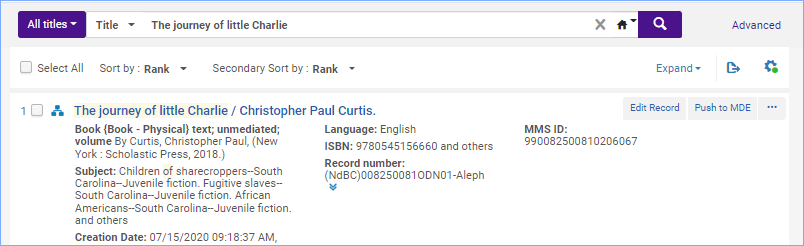 All titles Title The journey of little Charlie Advanced
Select All Sort by : Rank Secondary Sort by : Rank Expand
1 The journey of little Charlie / Christopher Paul Curtis. Edit Record Push to MDE ...
Book {Book - Physical} text; unmediated; Language: English MMS ID:
volume By Curtis, Christopher Paul, (New York : Scholastic Press, 2018.) ISBN: 9780545156660 and others 990082500810206067
Record number:
(NdBC)008250081ODN01-Aleph
Subject: Children of sharecroppers--South
Carolina--Juvenile fiction. Fugitive slaves--
South Carolina--Juvenile fiction. African
Americans--South Carolina--Juvenile fiction.
and others
Creation Date: 07/15/2020 09:18:37 AM,